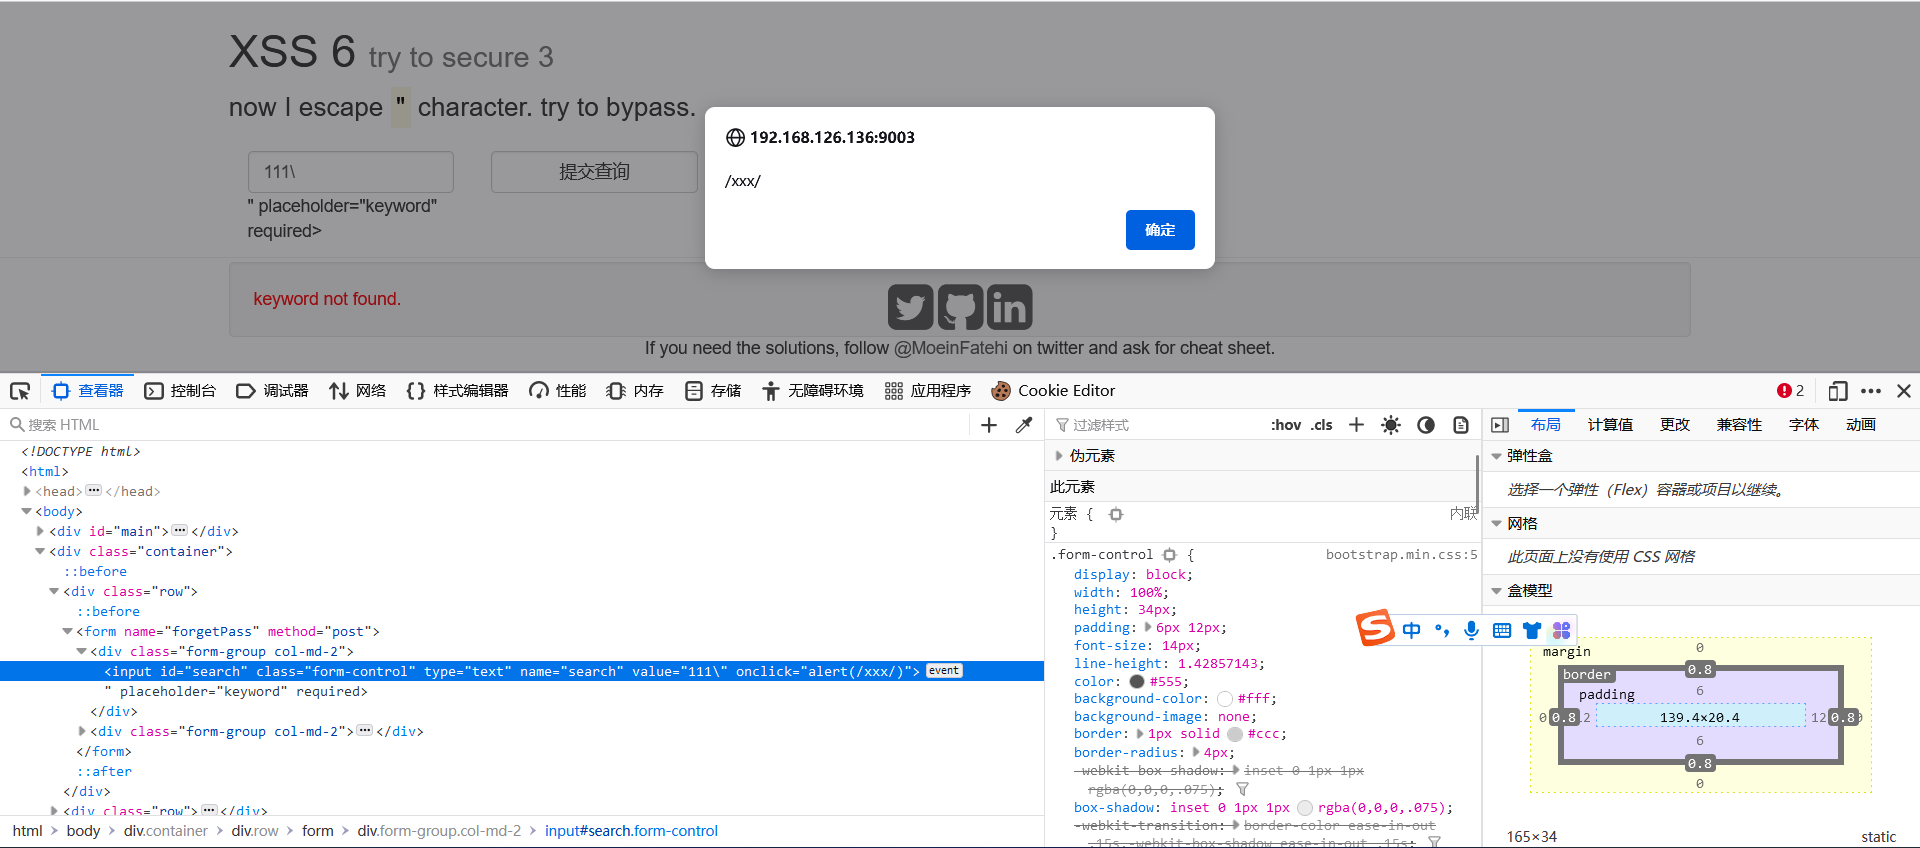 XSS 6 try to secure 3
now I escape " character. try to bypass.
111\
提交查询
" placeholder="keyword"
required>
192.168.126.136:9003
/xxx/
确定
keyword not found.
If you need the solutions, follow @MoeinFatehi on twitter and ask for cheat sheet.
查看器 控制台 调试器 网络 样式编辑器 性能 内存 存储 无障碍环境 应用程序 Cookie Editor 2
搜索 HTML
<!DOCTYPE html>
<html>
<head> ··· </head>
<body>
<div id="main"> ··· </div>
<div class="container">
::before
<div class="row">
::before
<form name="forgetPass" method="post">
<div class="form-group col-md-2">
<input id="search" class="form-control" type="text" name="search" value="111\" onclick="alert(/xxx/)"> event
" placeholder="keyword" required>
</div>
<div class="form-group col-md-2"> ··· </div>
</form>
::after
</div>
<div class="row"> ··· </div>
html > body > div.container > div.row > form > div.form-group.col-md-2 > input#search.form-control
过滤样式 :hov .cls
伪元素
此元素
元素 { 内联
}
.form-control { bootstrap.min.css:5
display: block;
width: 100%;
height: 34px;
padding: 6px 12px;
font-size: 14px;
line-height: 1.42857143;
color: #555;
background-color: #fff;
background-image: none;
border: 1px solid #ccc;
border-radius: 4px;
-webkit-box-shadow: inset 0 1px 1px
rgba(0,0,0,.075);
box-shadow: inset 0 1px 1px rgba(0,0,0,.075);
-webkit-transition: border-color ease-in-out
.15s,-webkit-box-shadow ease-in-out .15s;
布局 计算值 更改 兼容性 字体 动画
弹性盒
选择一个弹性（Flex）容器或项目以继续。
网格
此页面上没有使用 CSS 网格
盒模型
中
margin 0
border 0.8
padding 6
0 0.8 139.4×20.4 12 0.8
6
0.8
0
165×34 static